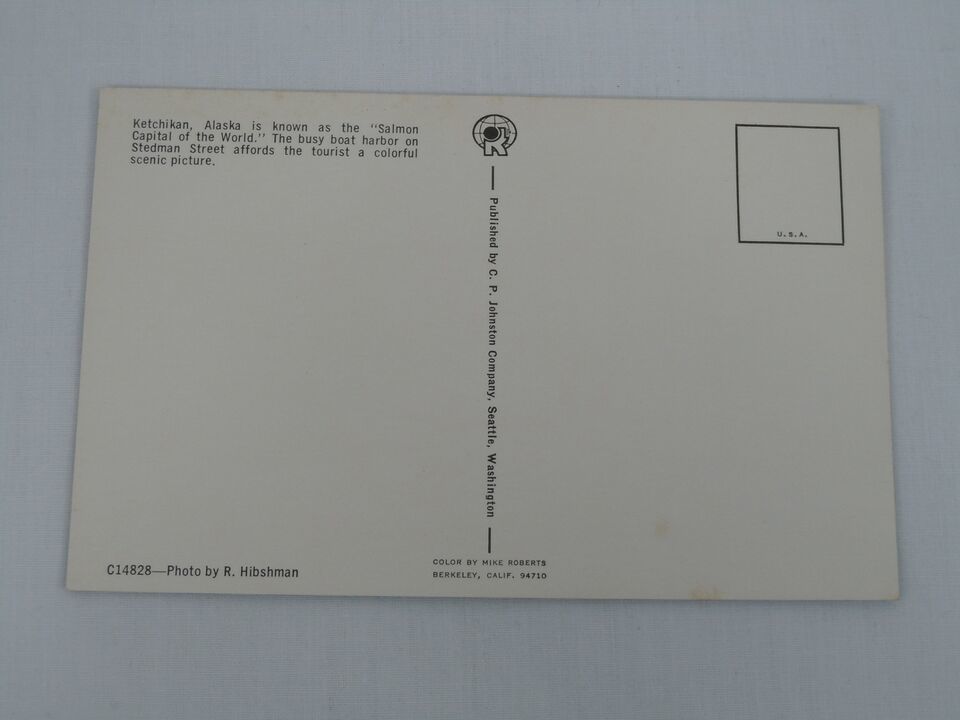 Ketchikan, Alaska is known as the "Salmon
Capital of the World." The busy boat harbor on
Stedman Street affords the tourist a colorful
scenic picture.
R
Published by C. P. Johnston Company, Seattle, Washington
U.S.A.
C14828—Photo by R. Hibshman
COLOR BY MIKE ROBERTS
BERKELEY, CALIF. 94710